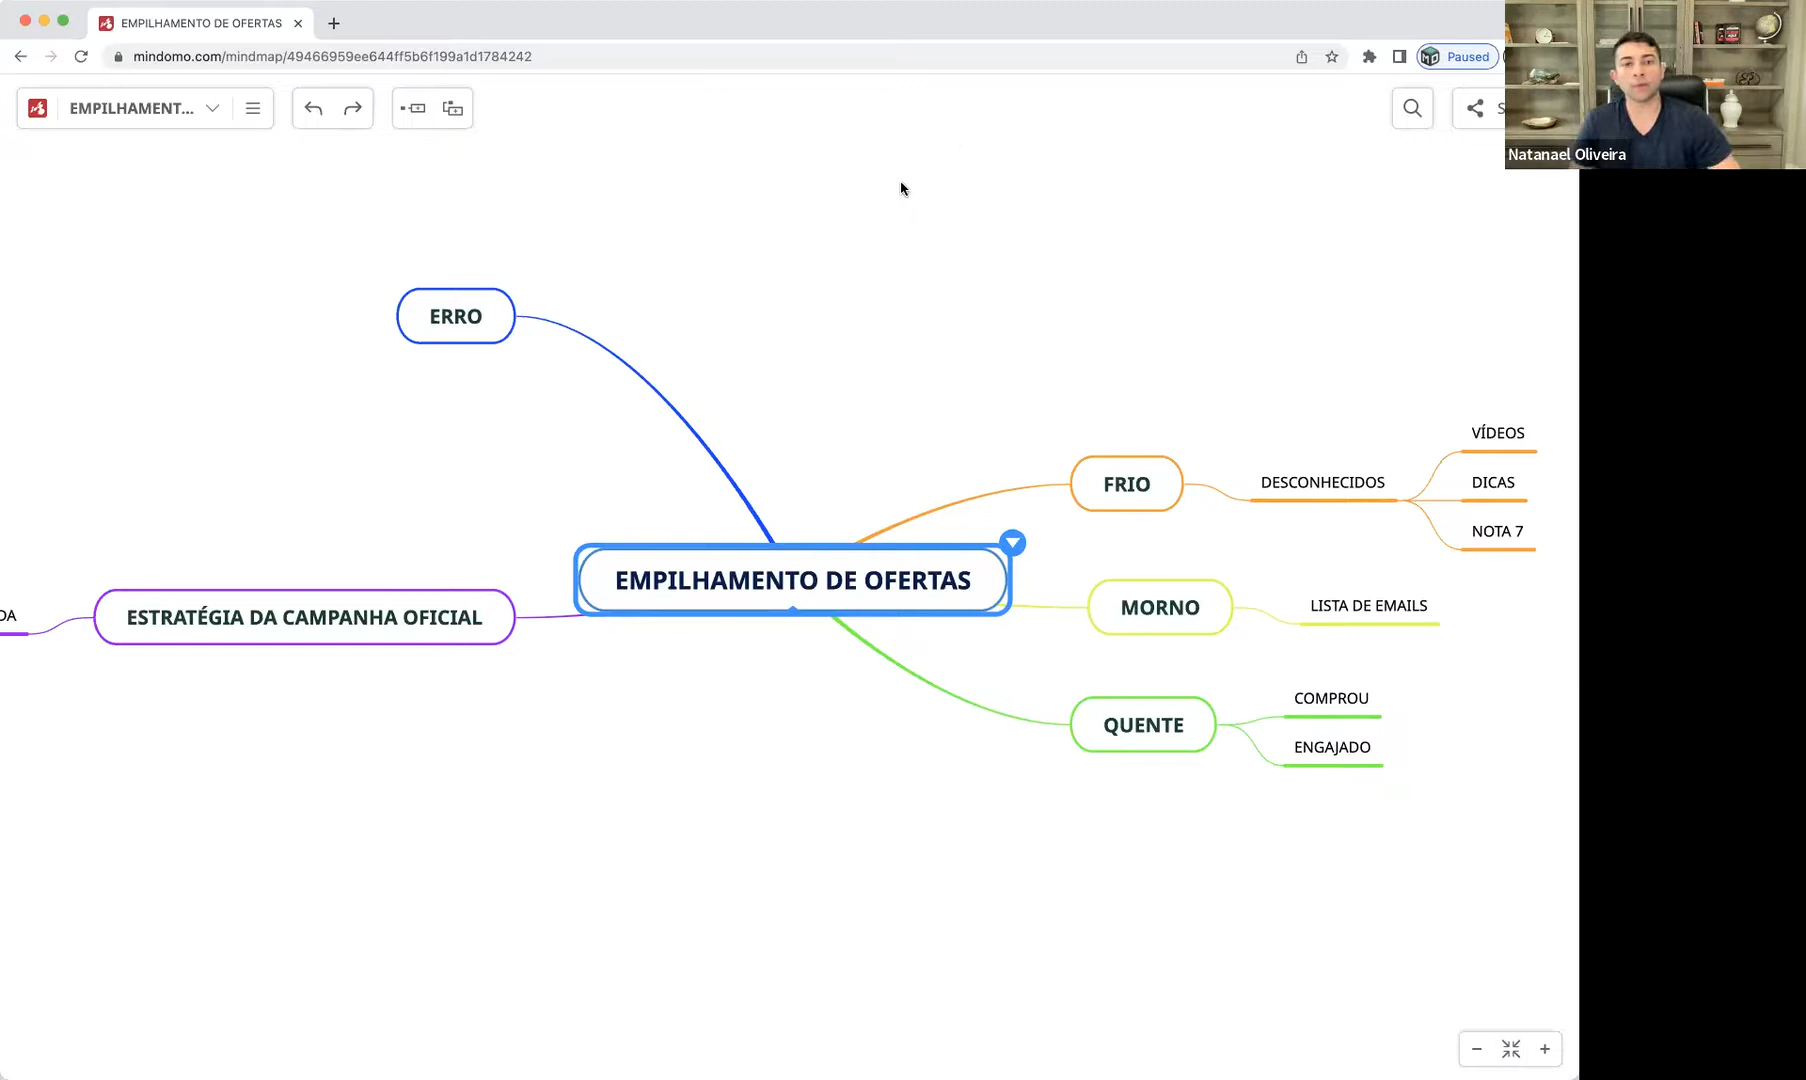 EMPILHAMENTO DE OFERTAS
mindomo.com/mindmap/49466959ee644ff5b6f199a1d1784242
Paused
EMPILHAMENT...
S
Natanael Oliveira
ERRO
VÍDEOS
FRIO
DESCONHECIDOS
DICAS
NOTA 7
EMPILHAMENTO DE OFERTAS
MORNO
LISTA DE EMAILS
DA
ESTRATÉGIA DA CAMPANHA OFICIAL
QUENTE
COMPROU
ENGAJADO